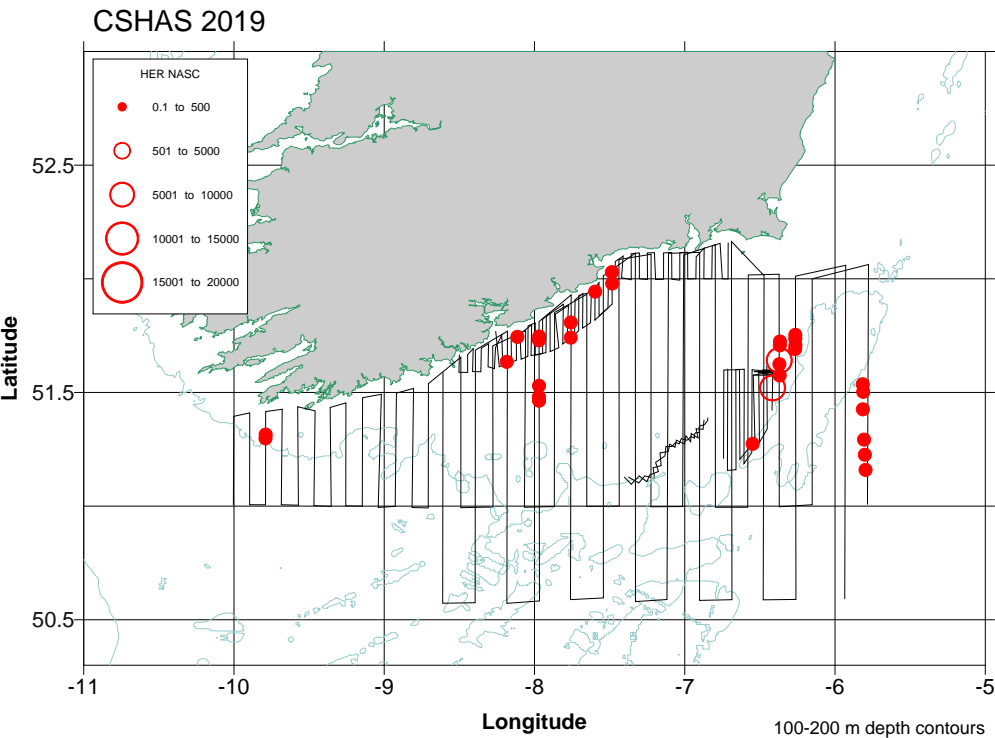 CSHAS 2019
HER NASC
0.1 to 500
501 to 5000
5001 to 10000
10001 to 15000
15001 to 20000
52.5
51.5
50.5
Latitude
-11 -10 -9 -8 -7 -6 -5
Longitude
100-200 m depth contours